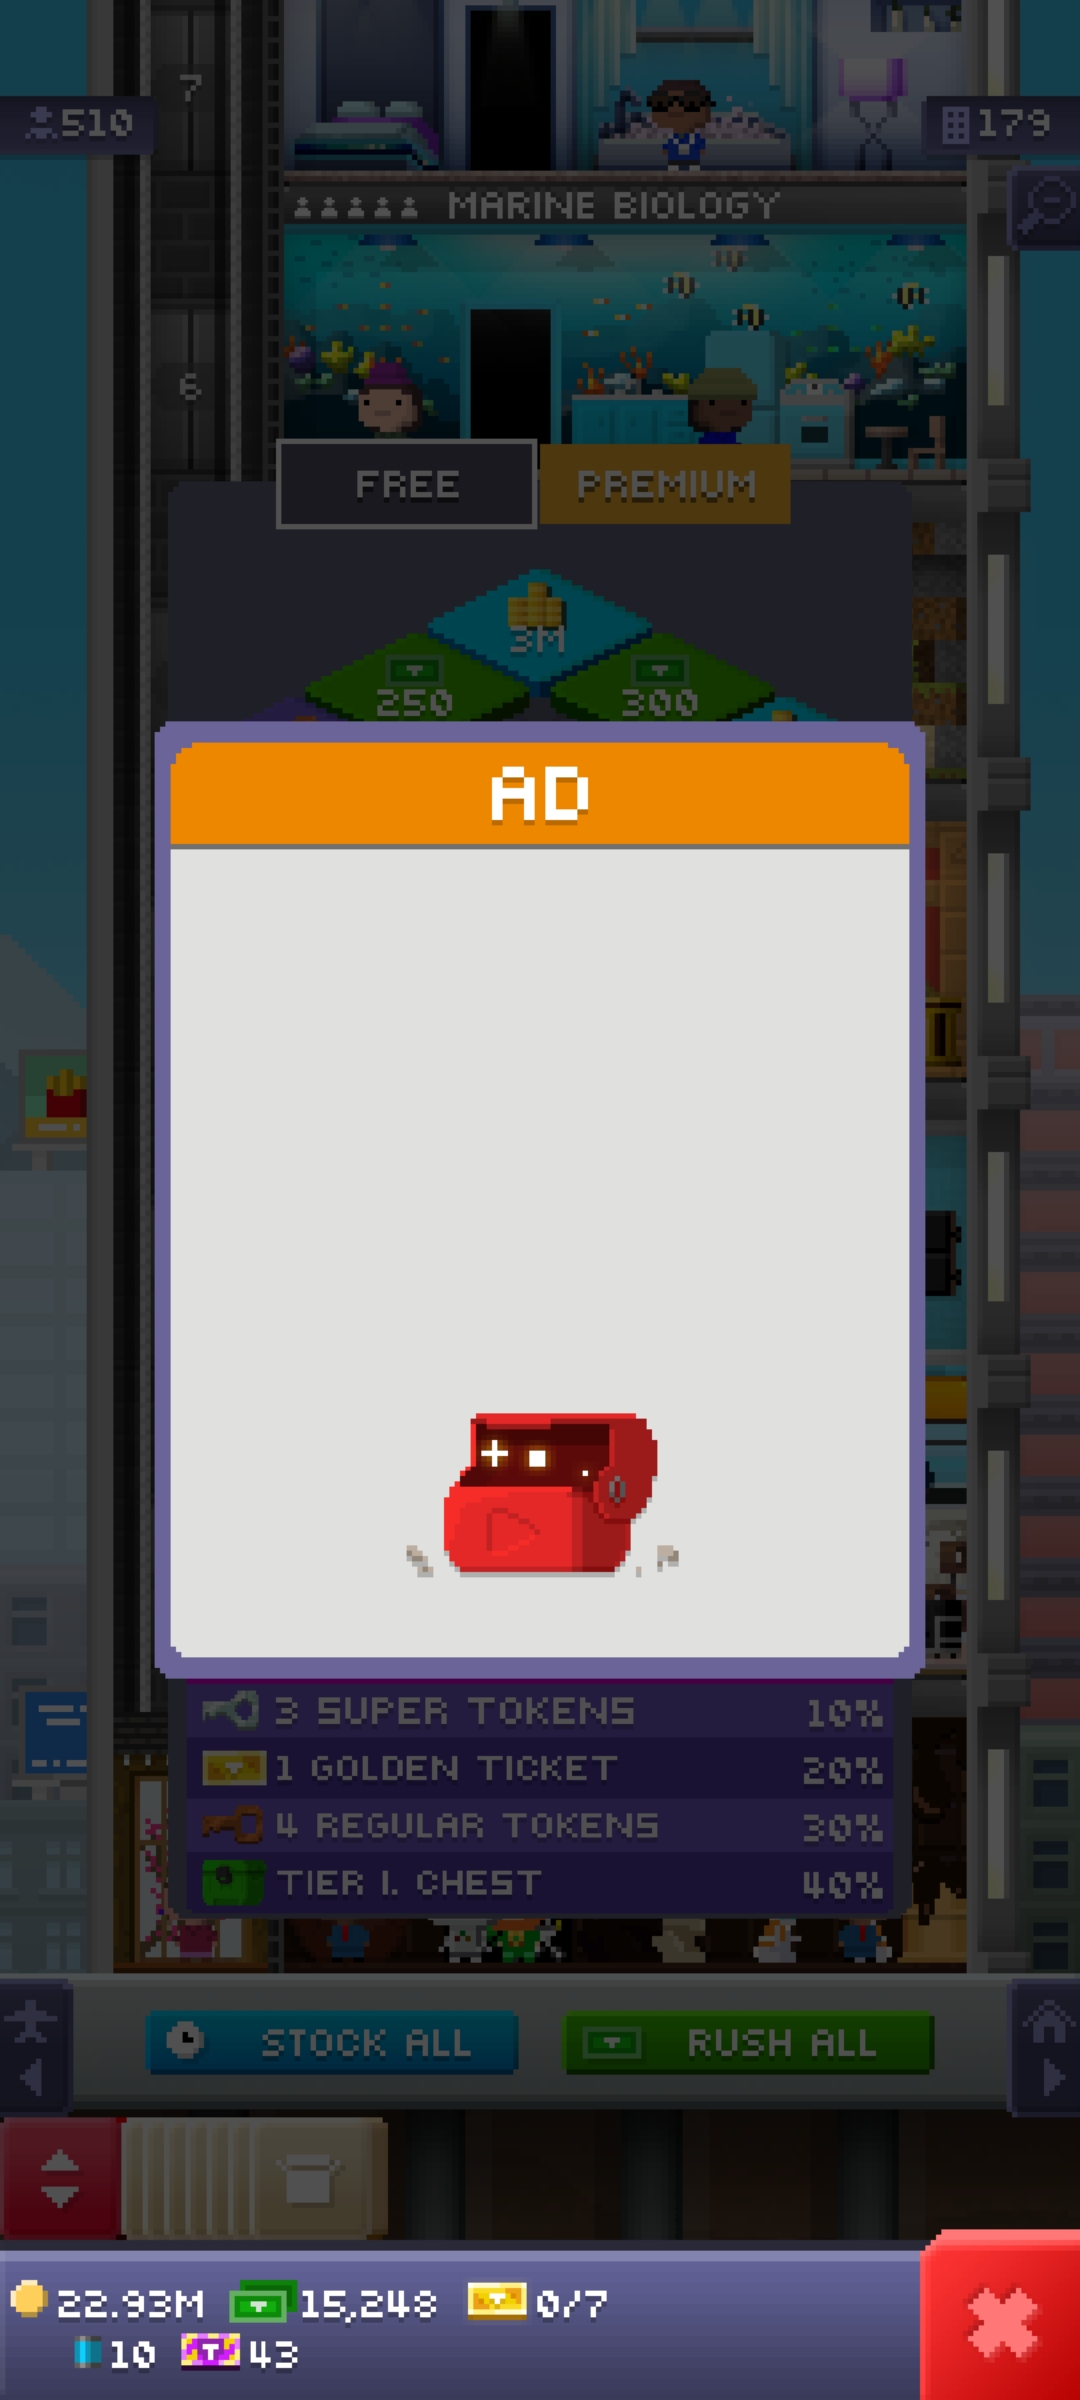 7
510
179
MARINE BIOLOGY
6
FREE
PREMIUM
3M
250
300
AD
3 SUPER TOKENS 10%
1 GOLDEN TICKET 20%
4 REGULAR TOKENS 30%
TIER 1. CHEST 40%
STOCK ALL
RUSH ALL
22.93M 15,248 0/7
10 43